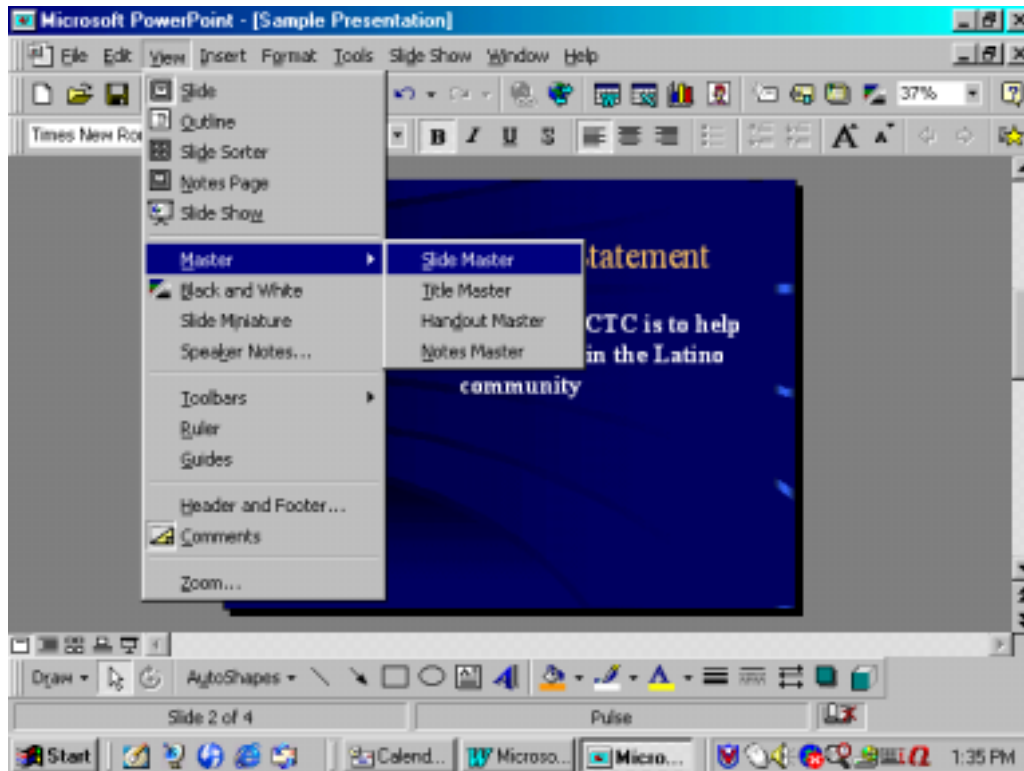 Microsoft PowerPoint - [Sample Presentation]
File Edit View Insert Format Tools Slide Show Window Help
37%
Times New Ro
B I U S A A
Slide
Outline
Slide Sorter
Notes Page
Slide Show
Master
Black and White
Slide Miniature
Speaker Notes...
Toolbars
Ruler
Guides
Header and Footer...
Comments
Zoom...
Slide Master
Title Master
Handout Master
Notes Master
tatement
CTC is to help
in the Latino
community
Draw AutoShapes
Slide 2 of 4 Pulse
Start Calend... Microso... Micro... 1:35 PM